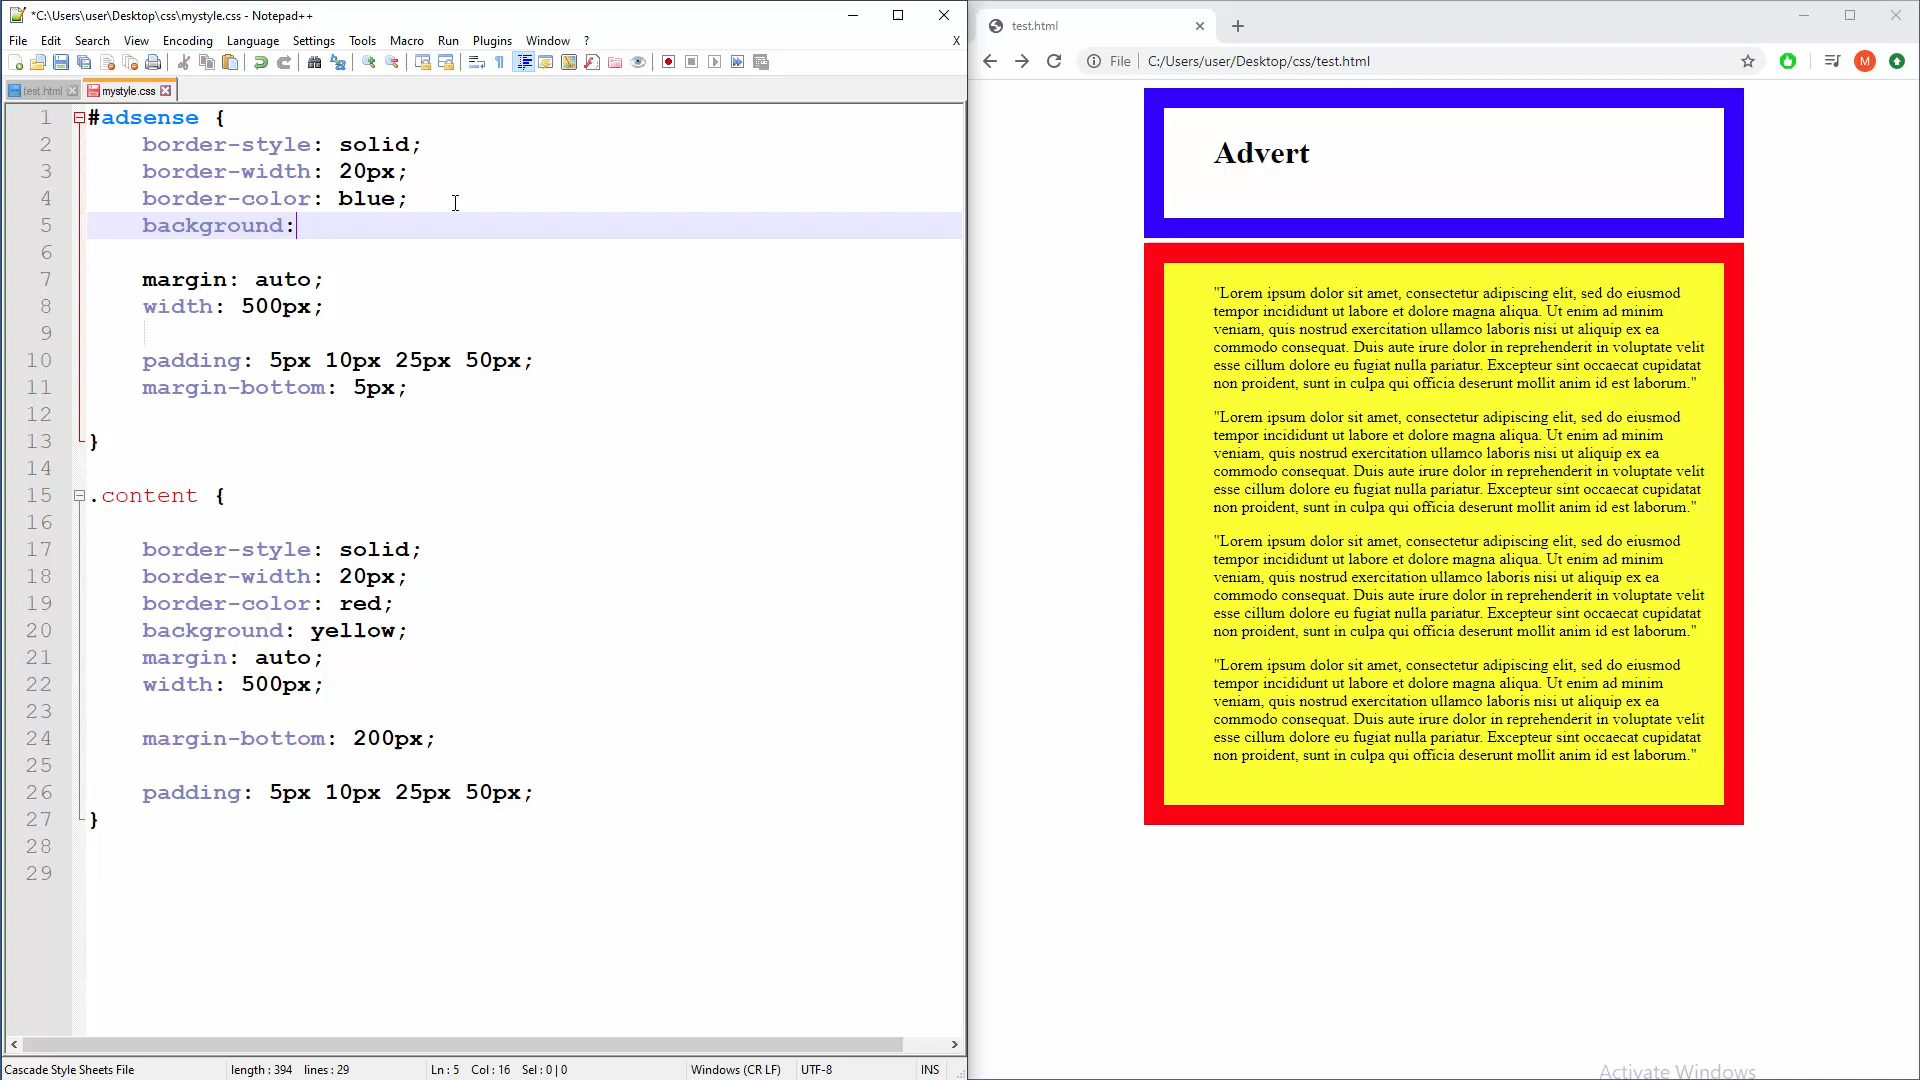 *C:\Users\user\Desktop\css\mystyle.css - Notepad++
File Edit Search View Encoding Language Settings Tools Macro Run Plugins Window ? X
test.html mystyle.css
1 #adsense {
2 border-style: solid;
3 border-width: 20px;
4 border-color: blue;
5 background:
6
7 margin: auto;
8 width: 500px;
9
10 padding: 5px 10px 25px 50px;
11 margin-bottom: 5px;
12
13 }
14
15 .content {
16
17 border-style: solid;
18 border-width: 20px;
19 border-color: red;
20 background: yellow;
21 margin: auto;
22 width: 500px;
23
24 margin-bottom: 200px;
25
26 padding: 5px 10px 25px 50px;
27 }
28
29
Cascade Style Sheets File length : 394 lines : 29 Ln : 5 Col : 16 Sel : 0 | 0 Windows (CR LF) UTF-8 INS
test.html
File C:/Users/user/Desktop/css/test.html M
Advert
"Lorem ipsum dolor sit amet, consectetur adipiscing elit, sed do eiusmod
tempor incididunt ut labore et dolore magna aliqua. Ut enim ad minim
veniam, quis nostrud exercitation ullamco laboris nisi ut aliquip ex ea
commodo consequat. Duis aute irure dolor in reprehenderit in voluptate velit
esse cillum dolore eu fugiat nulla pariatur. Excepteur sint occaecat cupidatat
non proident, sunt in culpa qui officia deserunt mollit anim id est laborum."
"Lorem ipsum dolor sit amet, consectetur adipiscing elit, sed do eiusmod
tempor incididunt ut labore et dolore magna aliqua. Ut enim ad minim
veniam, quis nostrud exercitation ullamco laboris nisi ut aliquip ex ea
commodo consequat. Duis aute irure dolor in reprehenderit in voluptate velit
esse cillum dolore eu fugiat nulla pariatur. Excepteur sint occaecat cupidatat
non proident, sunt in culpa qui officia deserunt mollit anim id est laborum."
"Lorem ipsum dolor sit amet, consectetur adipiscing elit, sed do eiusmod
tempor incididunt ut labore et dolore magna aliqua. Ut enim ad minim
veniam, quis nostrud exercitation ullamco laboris nisi ut aliquip ex ea
commodo consequat. Duis aute irure dolor in reprehenderit in voluptate velit
esse cillum dolore eu fugiat nulla pariatur. Excepteur sint occaecat cupidatat
non proident, sunt in culpa qui officia deserunt mollit anim id est laborum."
"Lorem ipsum dolor sit amet, consectetur adipiscing elit, sed do eiusmod
tempor incididunt ut labore et dolore magna aliqua. Ut enim ad minim
veniam, quis nostrud exercitation ullamco laboris nisi ut aliquip ex ea
commodo consequat. Duis aute irure dolor in reprehenderit in voluptate velit
esse cillum dolore eu fugiat nulla pariatur. Excepteur sint occaecat cupidatat
non proident, sunt in culpa qui officia deserunt mollit anim id est laborum."
Activate Windows